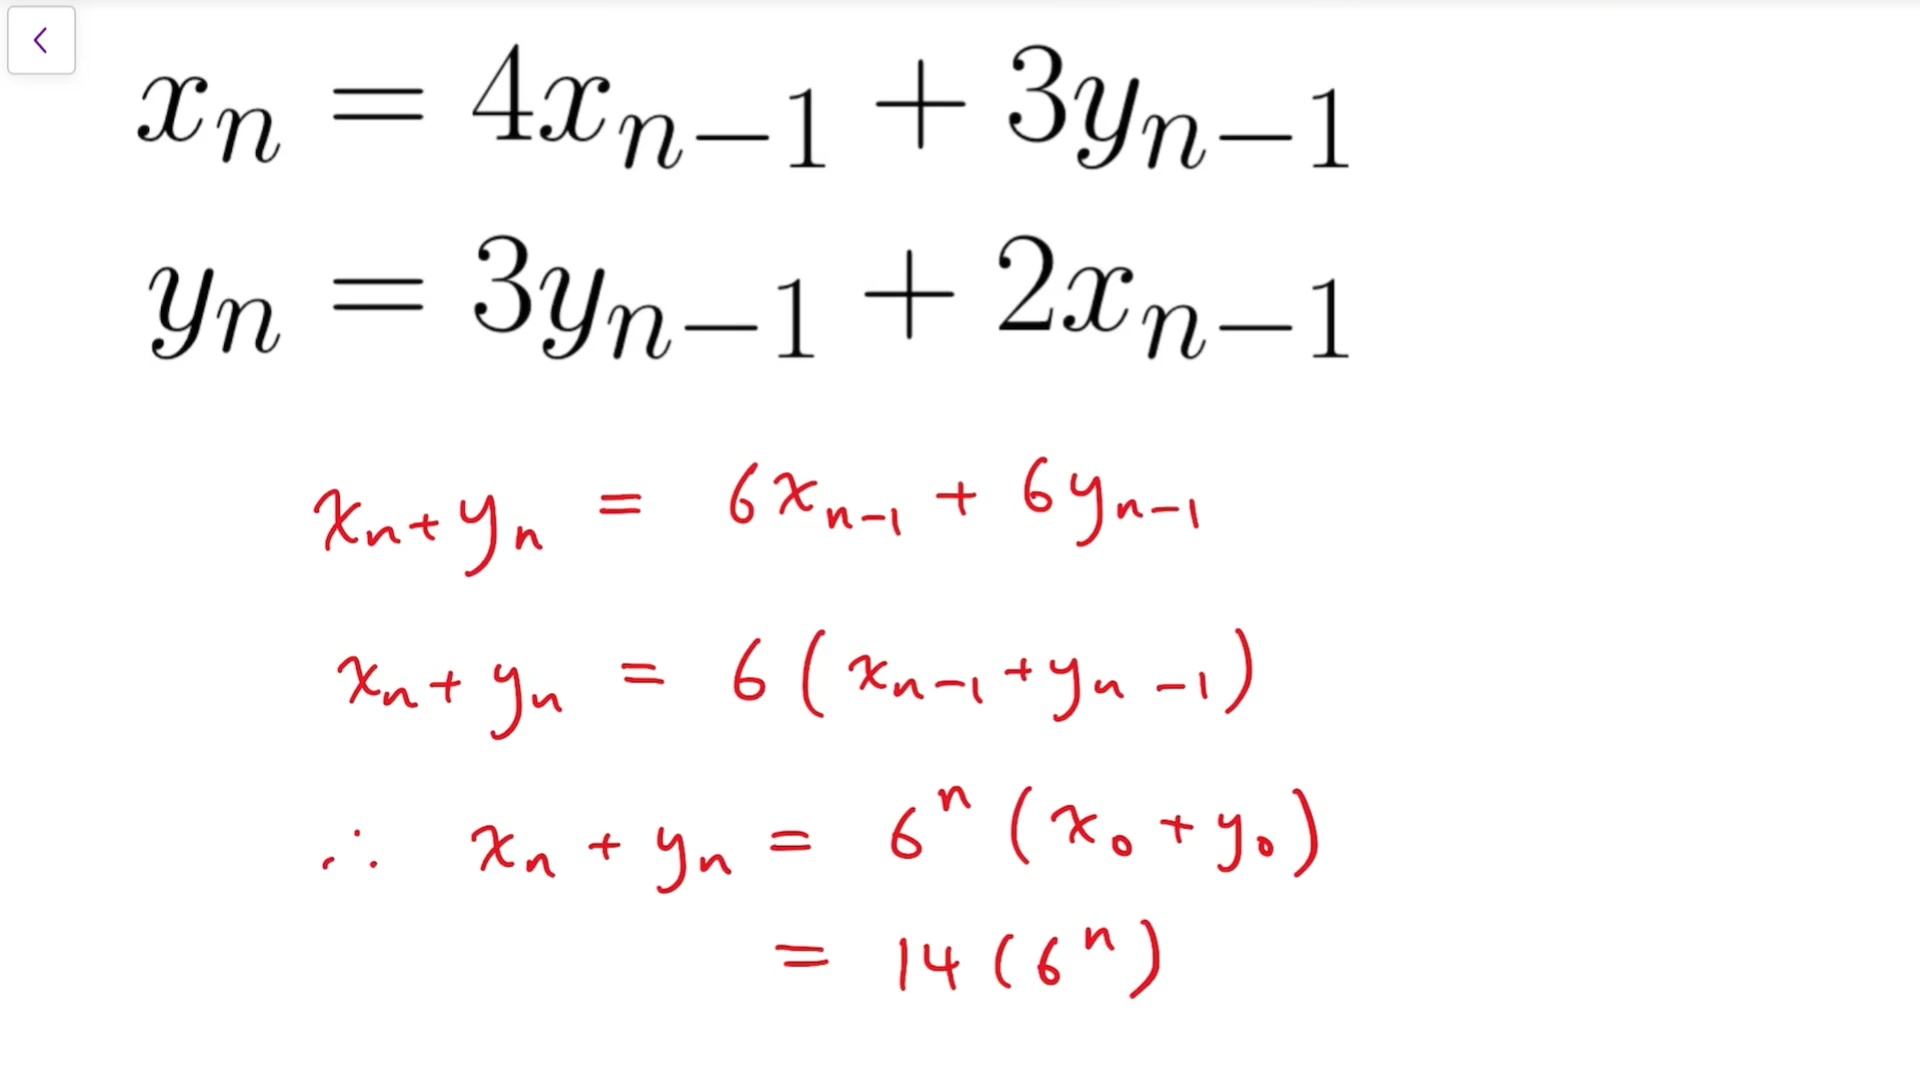 xₙ = 4xₙ₋₁ + 3yₙ₋₁
yₙ = 3yₙ₋₁ + 2xₙ₋₁
xₙ + yₙ = 6xₙ₋₁ + 6yₙ₋₁
xₙ + yₙ = 6(xₙ₋₁ + yₙ₋₁)
∴ xₙ + yₙ = 6ⁿ(x₀ + y₀)
= 14(6ⁿ)